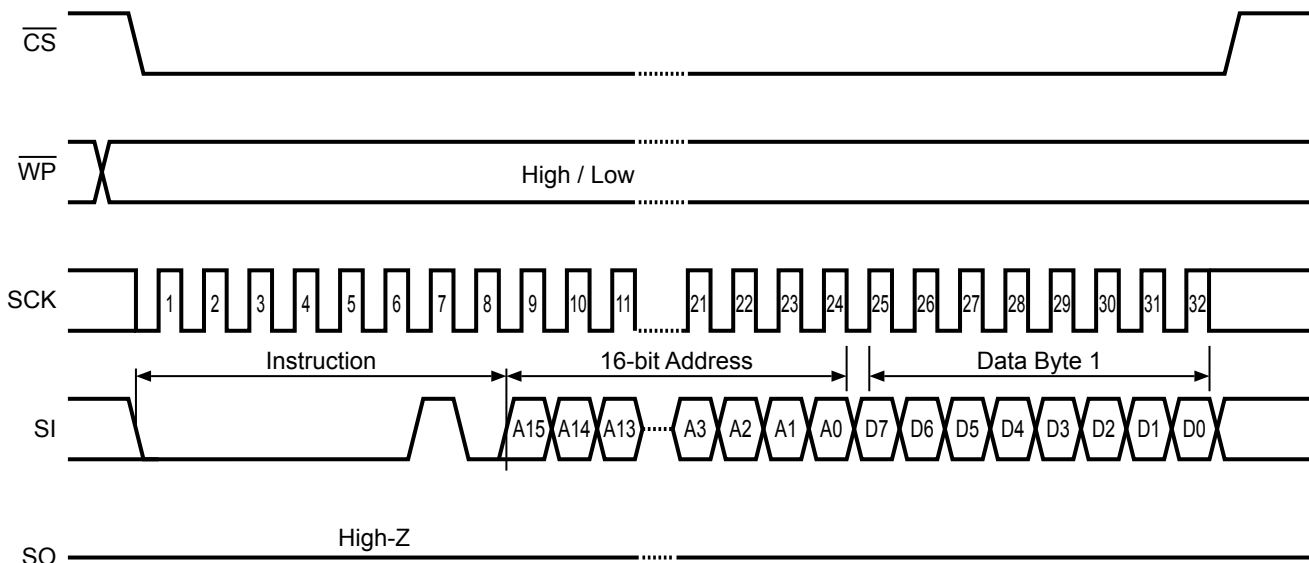 CS
WP
High / Low
SCK
1 2 3 4 5 6 7 8 9 10 11 21 22 23 24 25 26 27 28 29 30 31 32
Instruction 16-bit Address Data Byte 1
SI
A15 A14 A13 A3 A2 A1 A0 D7 D6 D5 D4 D3 D2 D1 D0
High-Z
SO